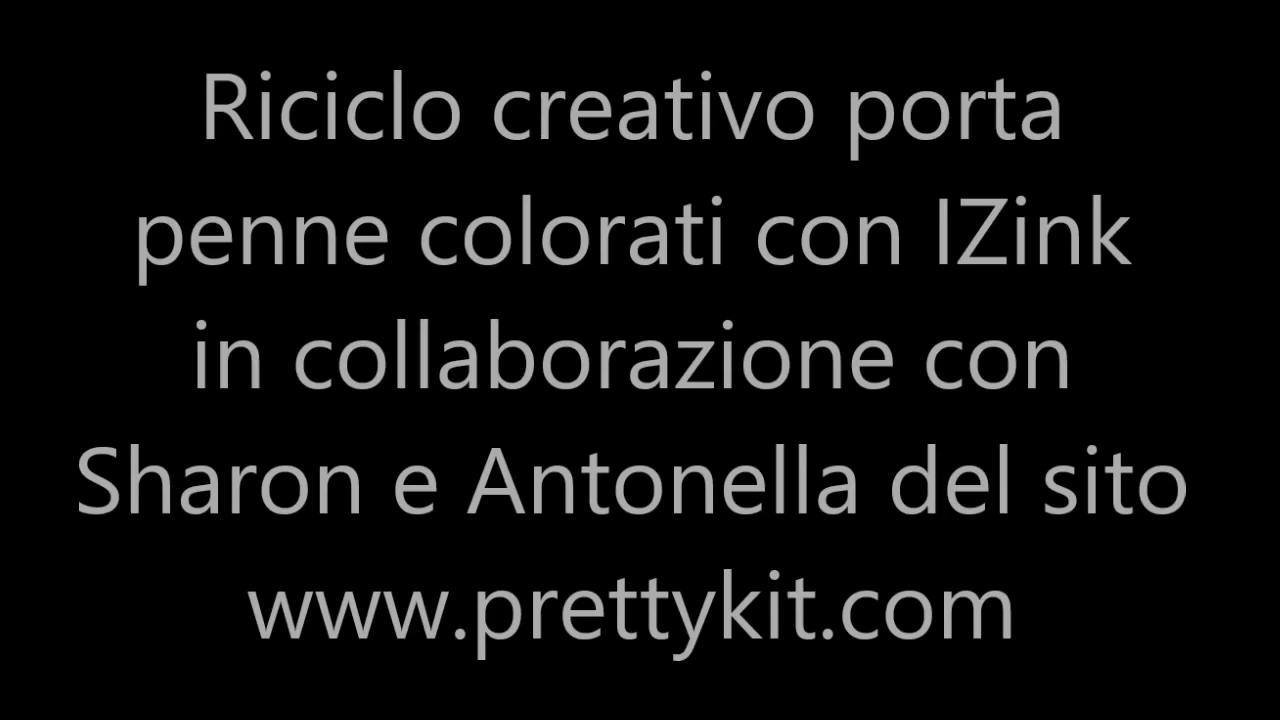 Riciclo creativo porta
penne colorati con IZink
in collaborazione con
Sharon e Antonella del sito
www.prettykit.com